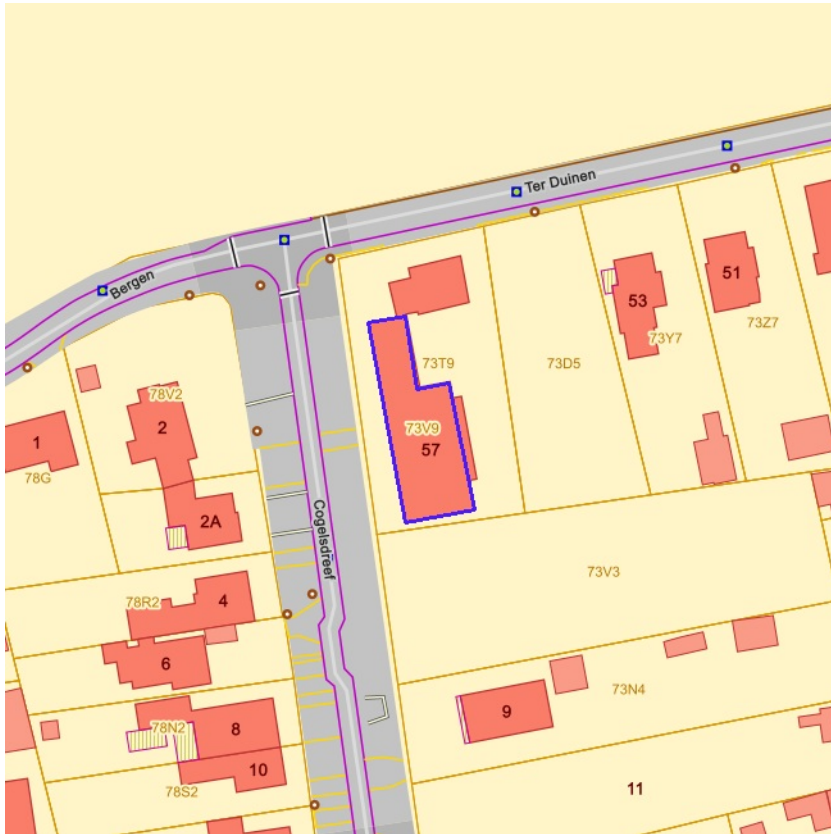 Ter Duinen
Bergen
51
53
73Y7
73Z7
73T9
73D5
78V2
2
73V9
57
1
78G
2A
Cogelsdreef
73V3
78R2
4
6
73N4
9
78N2
8
10
78S2
11